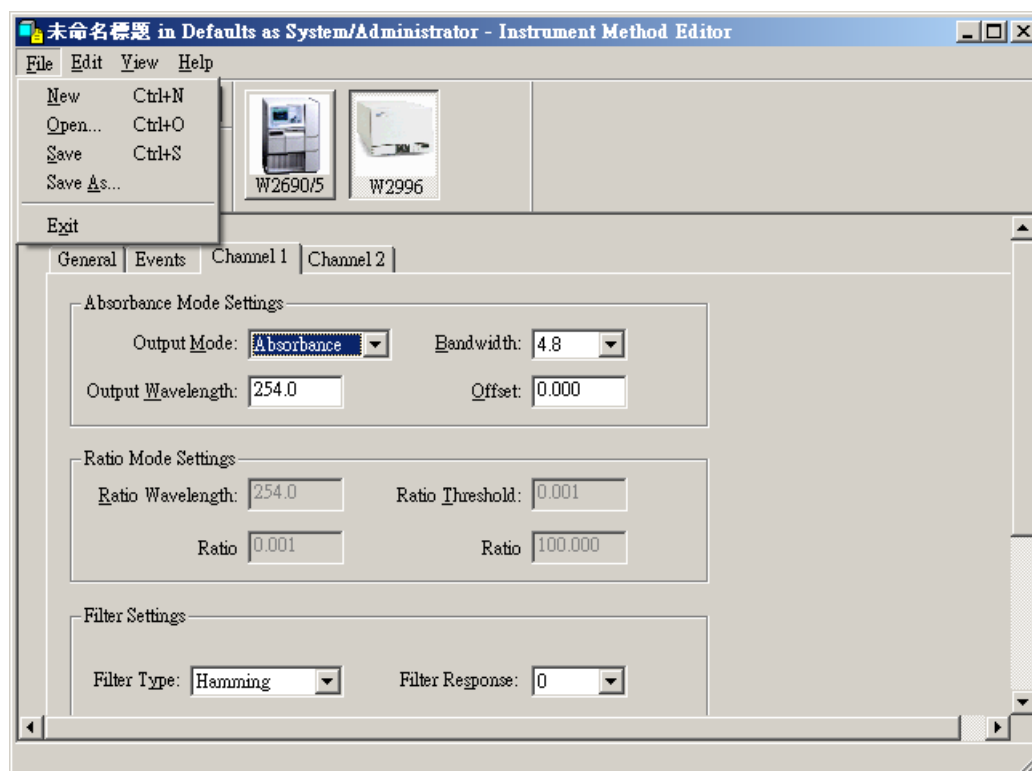 未命名標題 in Defaults as System/Administrator - Instrument Method Editor
File Edit View Help
New Ctrl+N
Open... Ctrl+O
Save Ctrl+S
Save As...
Exit
W2690/5 W2996
General Events Channel 1 Channel 2
Absorbance Mode Settings
Output Mode: Absorbance Bandwidth: 4.8
Output Wavelength: 254.0 Offset: 0.000
Ratio Mode Settings
Ratio Wavelength: 254.0 Ratio Threshold: 0.001
Ratio 0.001 Ratio 100.000
Filter Settings
Filter Type: Hamming Filter Response: 0